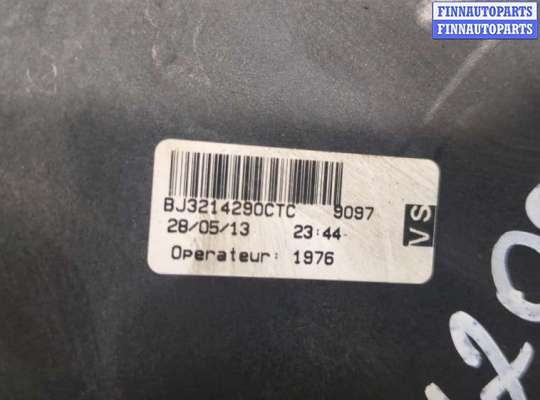 FINNAUTOPARTS
FINNAUTOPARTS
BJ3214290CTC 9097
28/05/13 23:44
Operateur: 1976
VS